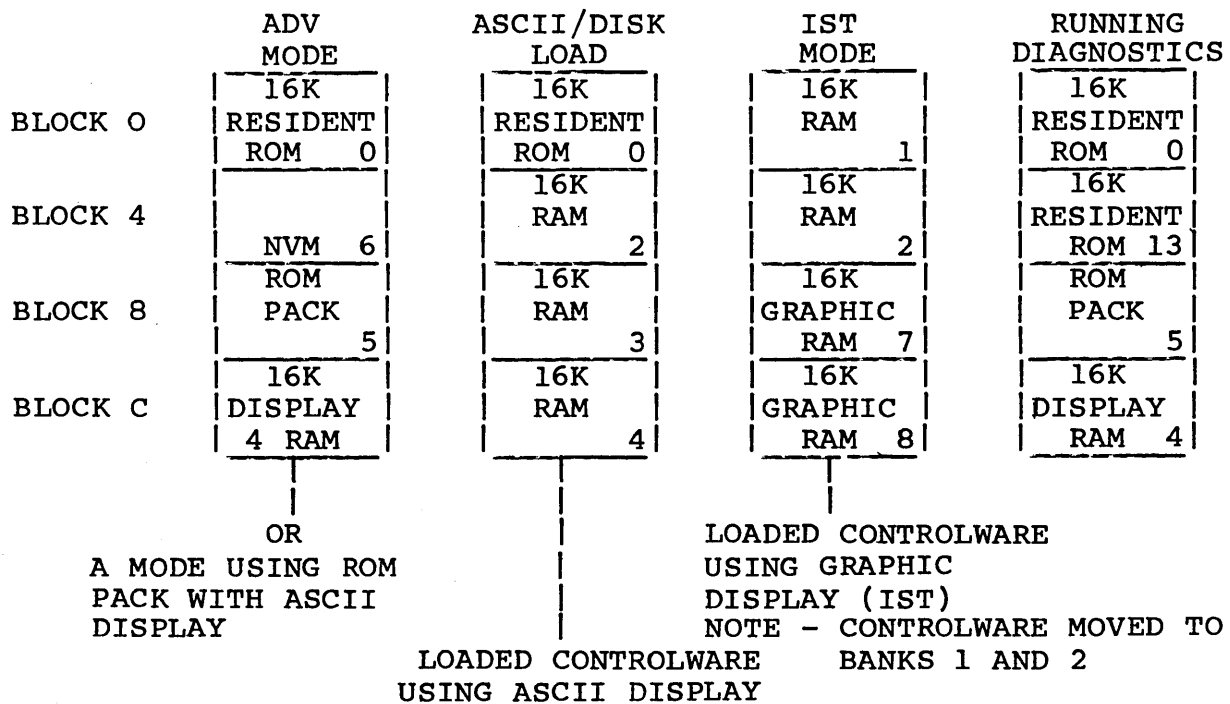 ADV ASCII/DISK IST RUNNING
MODE LOAD MODE DIAGNOSTICS
16K 16K 16K 16K
BLOCK O RESIDENT RESIDENT RAM RESIDENT
ROM 0 ROM 0 1 ROM 0
16K 16K 16K
BLOCK 4 RAM RAM RESIDENT
NVM 6 2 2 ROM 13
ROM 16K 16K ROM
BLOCK 8 PACK RAM GRAPHIC PACK
5 3 RAM 7 5
16K 16K 16K 16K
BLOCK C DISPLAY RAM GRAPHIC DISPLAY
4 RAM 4 RAM 8 RAM 4
OR LOADED CONTROLWARE
A MODE USING ROM USING GRAPHIC
PACK WITH ASCII DISPLAY (IST)
DISPLAY NOTE - CONTROLWARE MOVED TO
LOADED CONTROLWARE BANKS 1 AND 2
USING ASCII DISPLAY